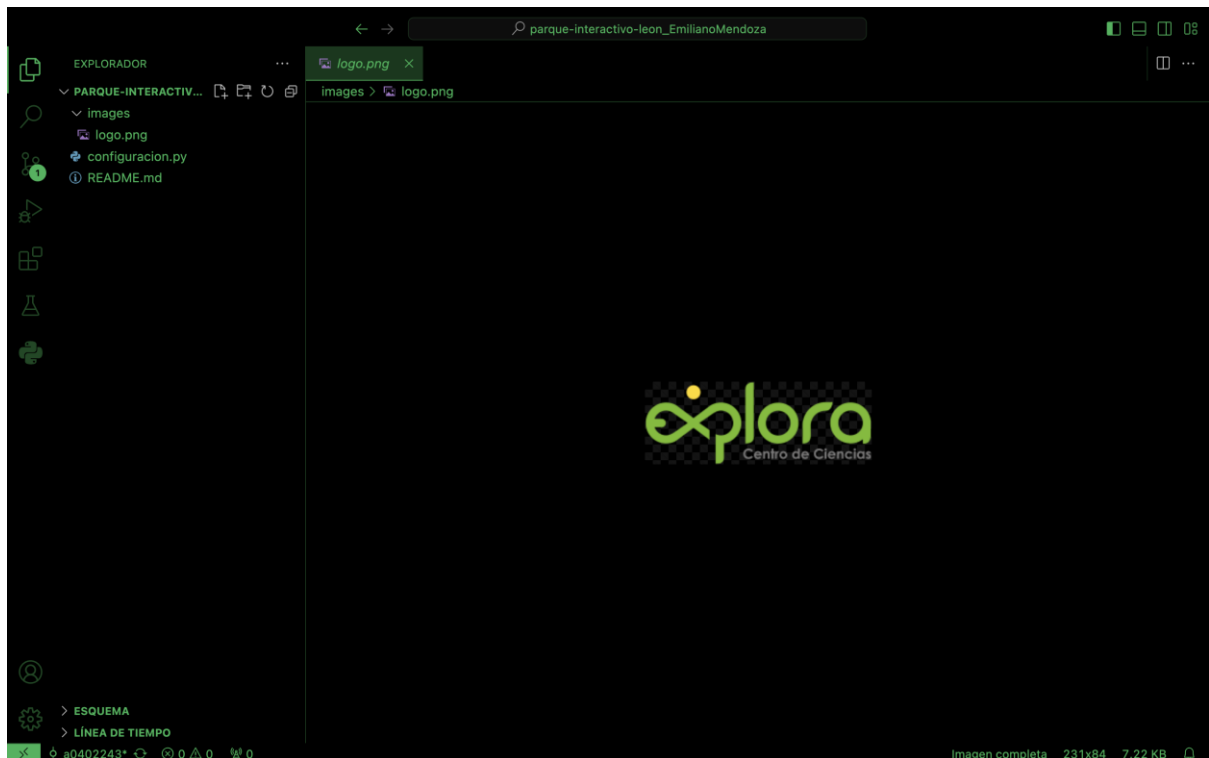 parque-interactivo-leon_EmilianoMendoza
EXPLORADOR
PARQUE-INTERACTIV...
images
logo.png
configuracion.py
README.md
ESQUEMA
LÍNEA DE TIEMPO
logo.png
images > logo.png
explora
Centro de Ciencias
1
a0402243* 0 0 0
Imagen completa 231x84 7.22 KB